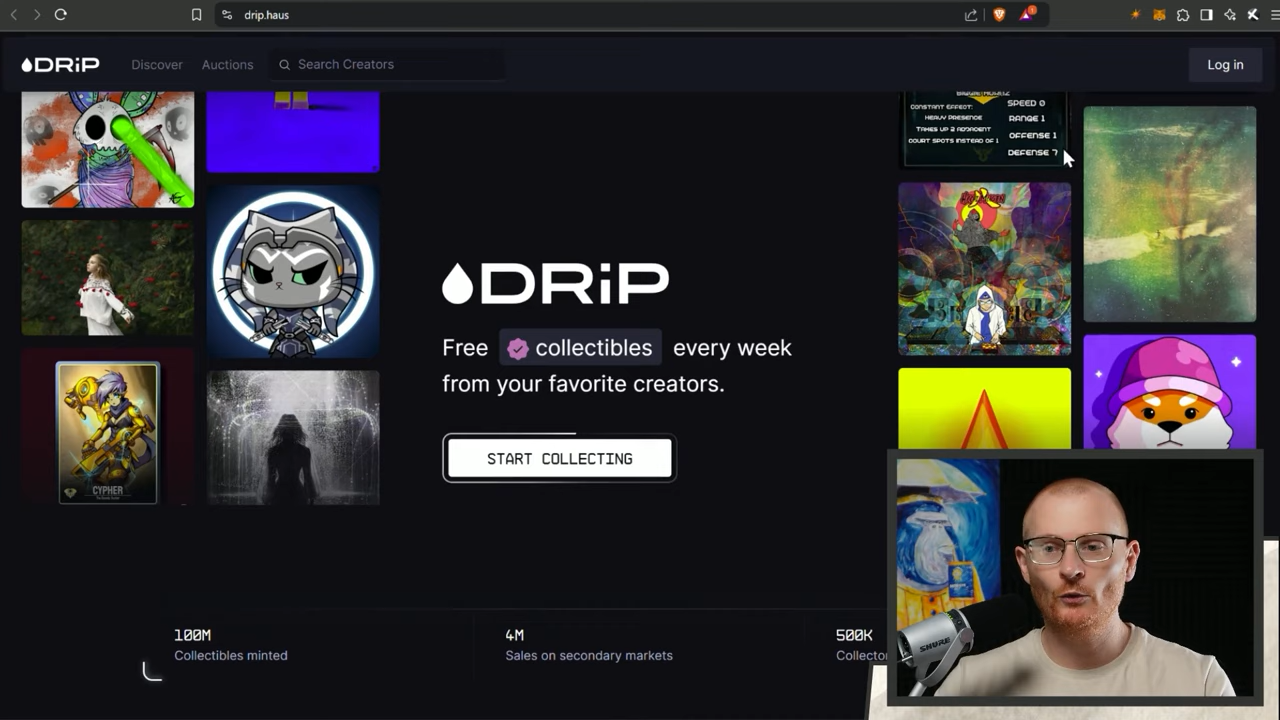 drip.haus
DRiP
Discover
Auctions
Search Creators
Log in
CONSTANT EFFECT:
HEAVY PRESENCE
TAKES UP 2 ADJACENT
COURT SPOTS INSTEAD OF 1
SPEED 0
RANGE 1
OFFENSE 1
DEFENSE 7
DRiP
Free collectibles every week
from your favorite creators.
START COLLECTING
CYPHER
100M
Collectibles minted
4M
Sales on secondary markets
500K
SHURE